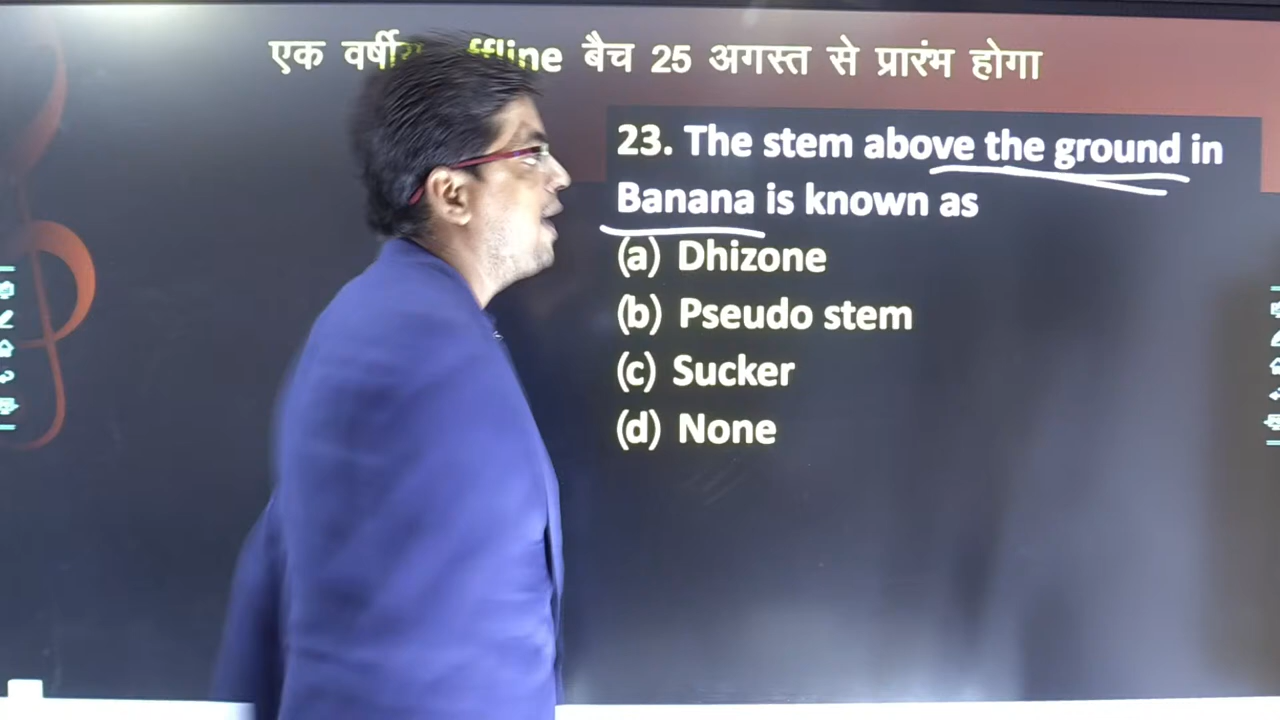 एक वर्षीय offline बैच 25 अगस्त से प्रारंभ होगा
23. The stem above the ground in
Banana is known as
(a) Dhizone
(b) Pseudo stem
(c) Sucker
(d) None